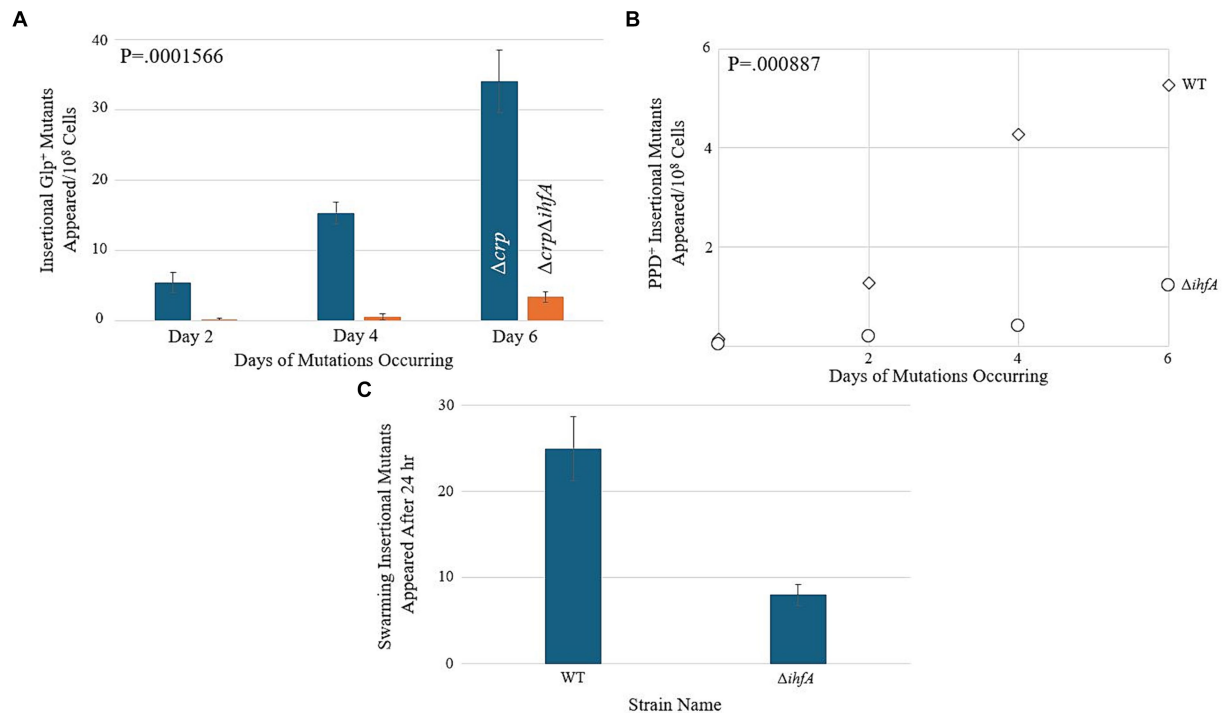 A
P=.0001566
Insertional Glp⁺ Mutants
Appeared/10⁸ Cells
40
30
20
10
0
Δcrp
ΔcrpΔihfA
Day 2
Day 4
Day 6
Days of Mutations Occurring
B
P=.000887
PPD⁺ Insertional Mutants
Appeared/10⁸ Cells
6
4
2
WT
ΔihfA
2
4
6
Days of Mutations Occurring
C
Swarming Insertional Mutants
Appeared After 24 hr
30
20
10
0
WT
ΔihfA
Strain Name